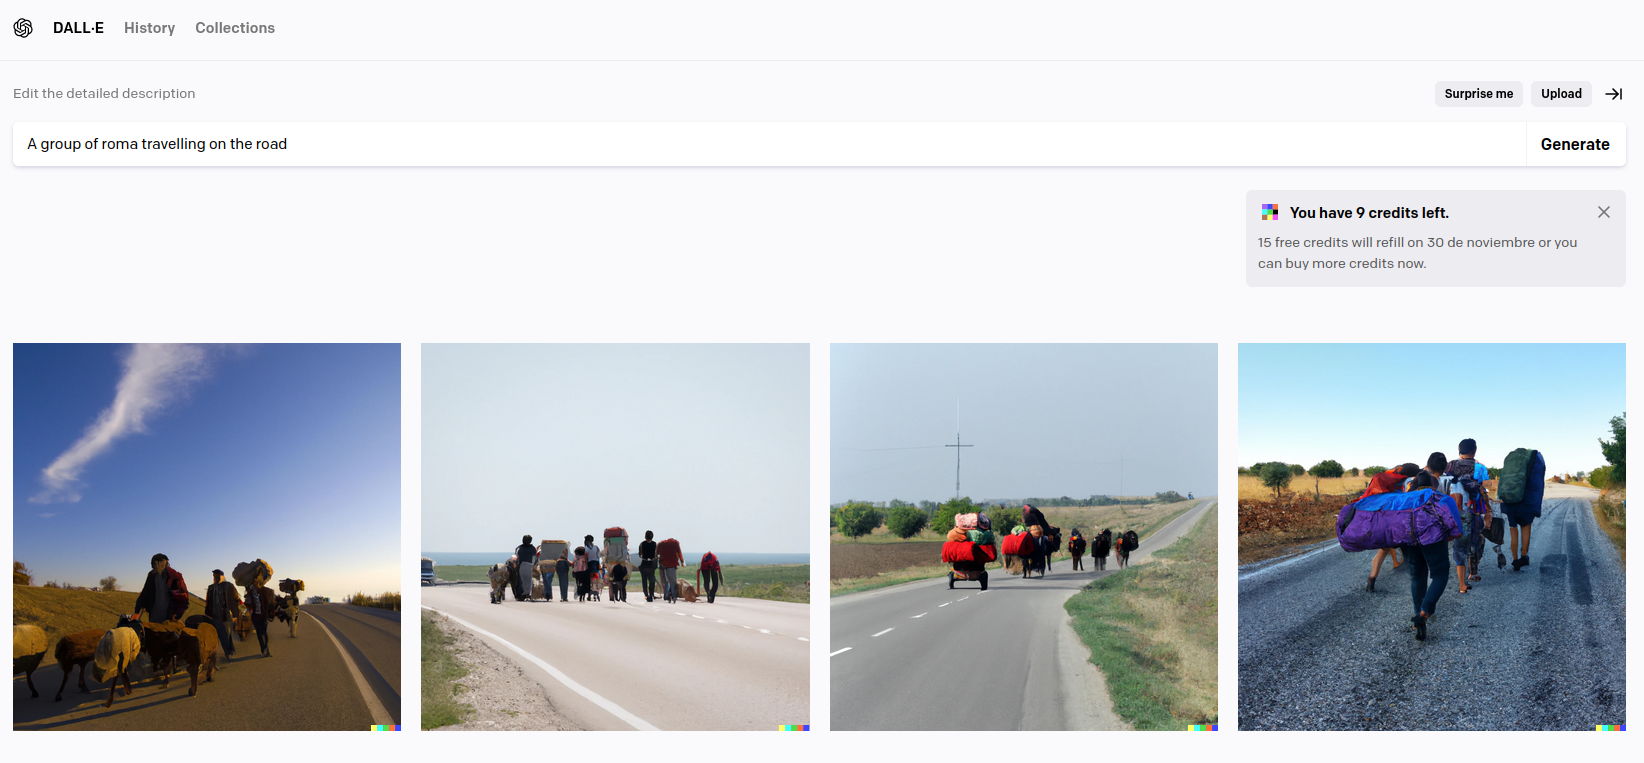 DALL·E History Collections
Edit the detailed description
Surprise me Upload
A group of roma travelling on the road
Generate
You have 9 credits left.
15 free credits will refill on 30 de noviembre or you
can buy more credits now.